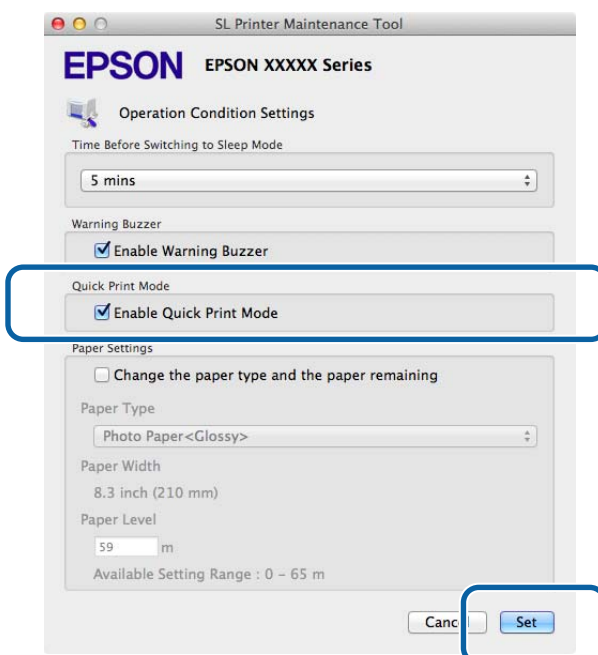 SL Printer Maintenance Tool
EPSON EPSON XXXXX Series
Operation Condition Settings
Time Before Switching to Sleep Mode
5 mins
Warning Buzzer
Enable Warning Buzzer
Quick Print Mode
Enable Quick Print Mode
Paper Settings
Change the paper type and the paper remaining
Paper Type
Photo Paper<Glossy>
Paper Width
8.3 inch (210 mm)
Paper Level
59 m
Available Setting Range : 0 – 65 m
Cancel Set